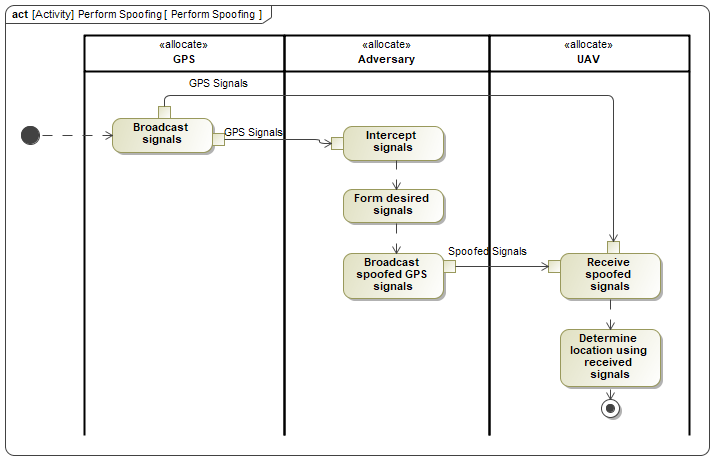 act [Activity] Perform Spoofing [ Perform Spoofing ]
«allocate»
GPS
«allocate»
Adversary
«allocate»
UAV
GPS Signals
Broadcast
signals
GPS Signals
Intercept
signals
Form desired
signals
Broadcast
spoofed GPS
signals
Spoofed Signals
Receive
spoofed
signals
Determine
location using
received
signals